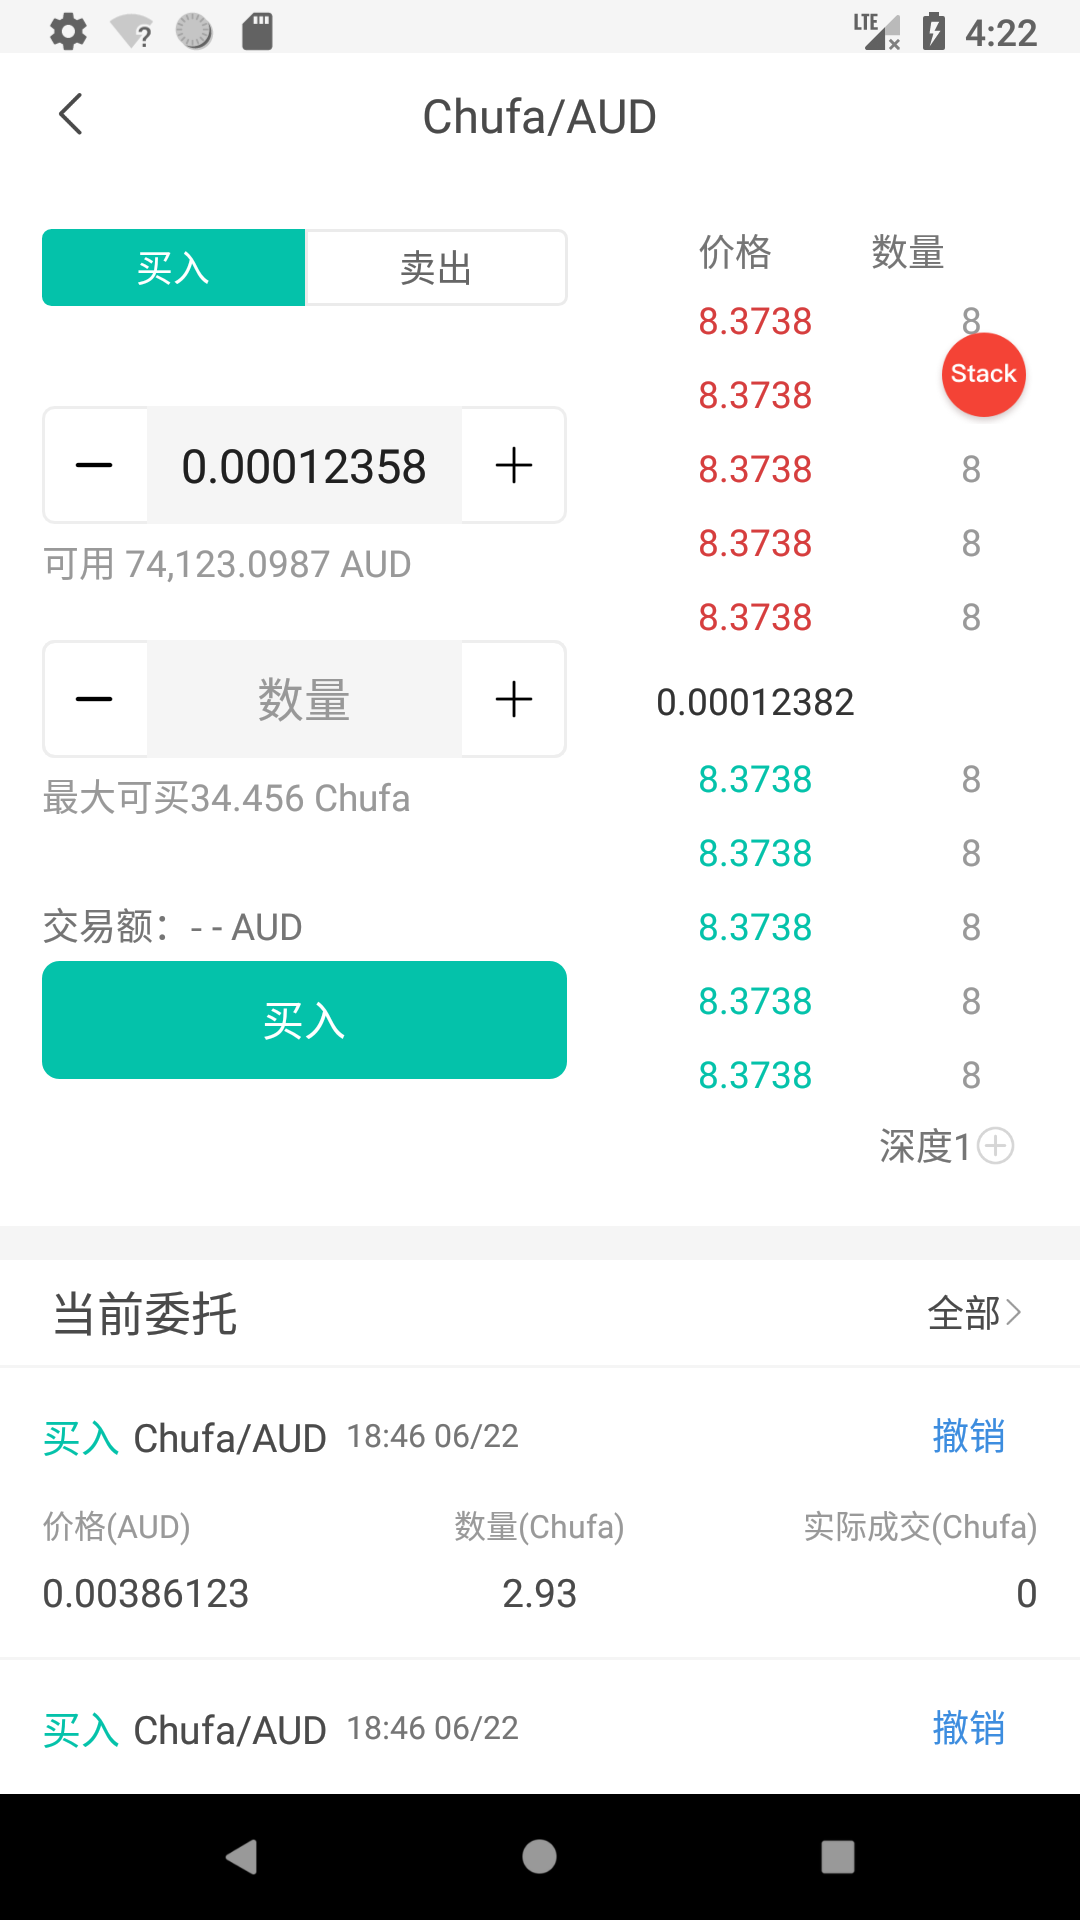 LTE 4:22
Chufa/AUD
买入 卖出
价格 数量
8.3738 8
8.3738
Stack
8.3738 8
8.3738 8
8.3738 8
0.00012358
可用 74,123.0987 AUD
数量
最大可买34.456 Chufa
交易额: - - AUD
买入
0.00012382
8.3738 8
8.3738 8
8.3738 8
8.3738 8
8.3738 8
深度1
当前委托 全部
买入 Chufa/AUD 18:46 06/22 撤销
价格(AUD) 数量(Chufa) 实际成交(Chufa)
0.00386123 2.93 0
买入 Chufa/AUD 18:46 06/22 撤销